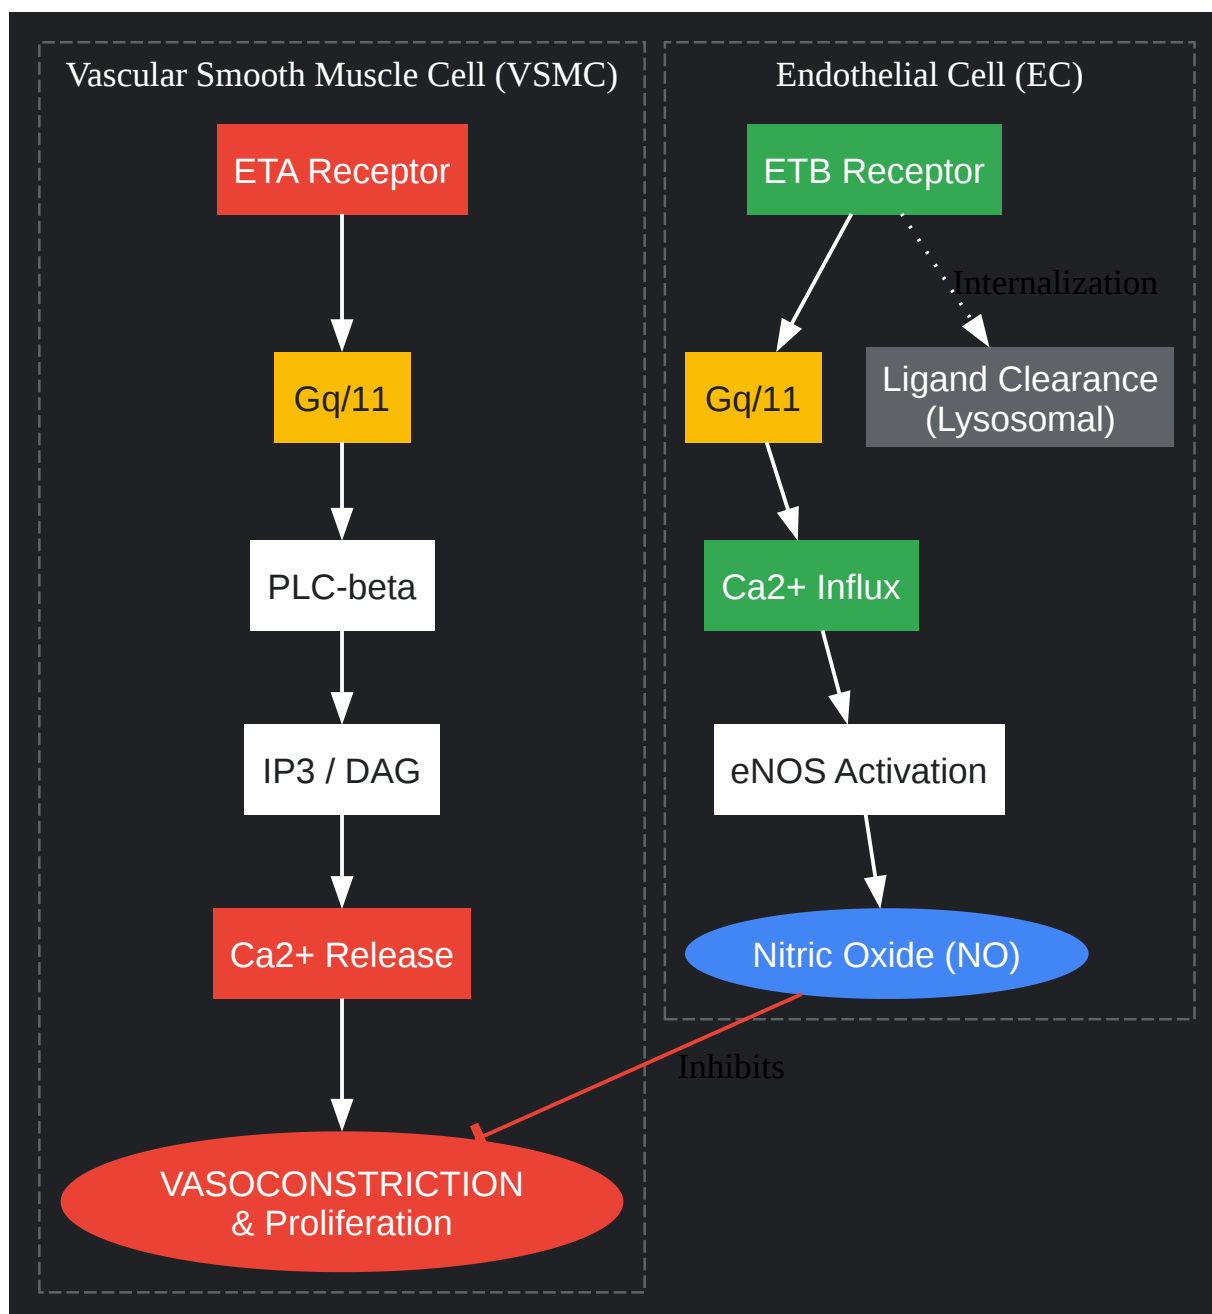 Vascular Smooth Muscle Cell (VSMC)
ETA Receptor
Gq/11
PLC-beta
IP3 / DAG
Ca2+ Release
VASOCONSTRICTION
& Proliferation
Endothelial Cell (EC)
ETB Receptor
Internalization
Gq/11
Ligand Clearance
(Lysosomal)
Ca2+ Influx
eNOS Activation
Nitric Oxide (NO)
Inhibits